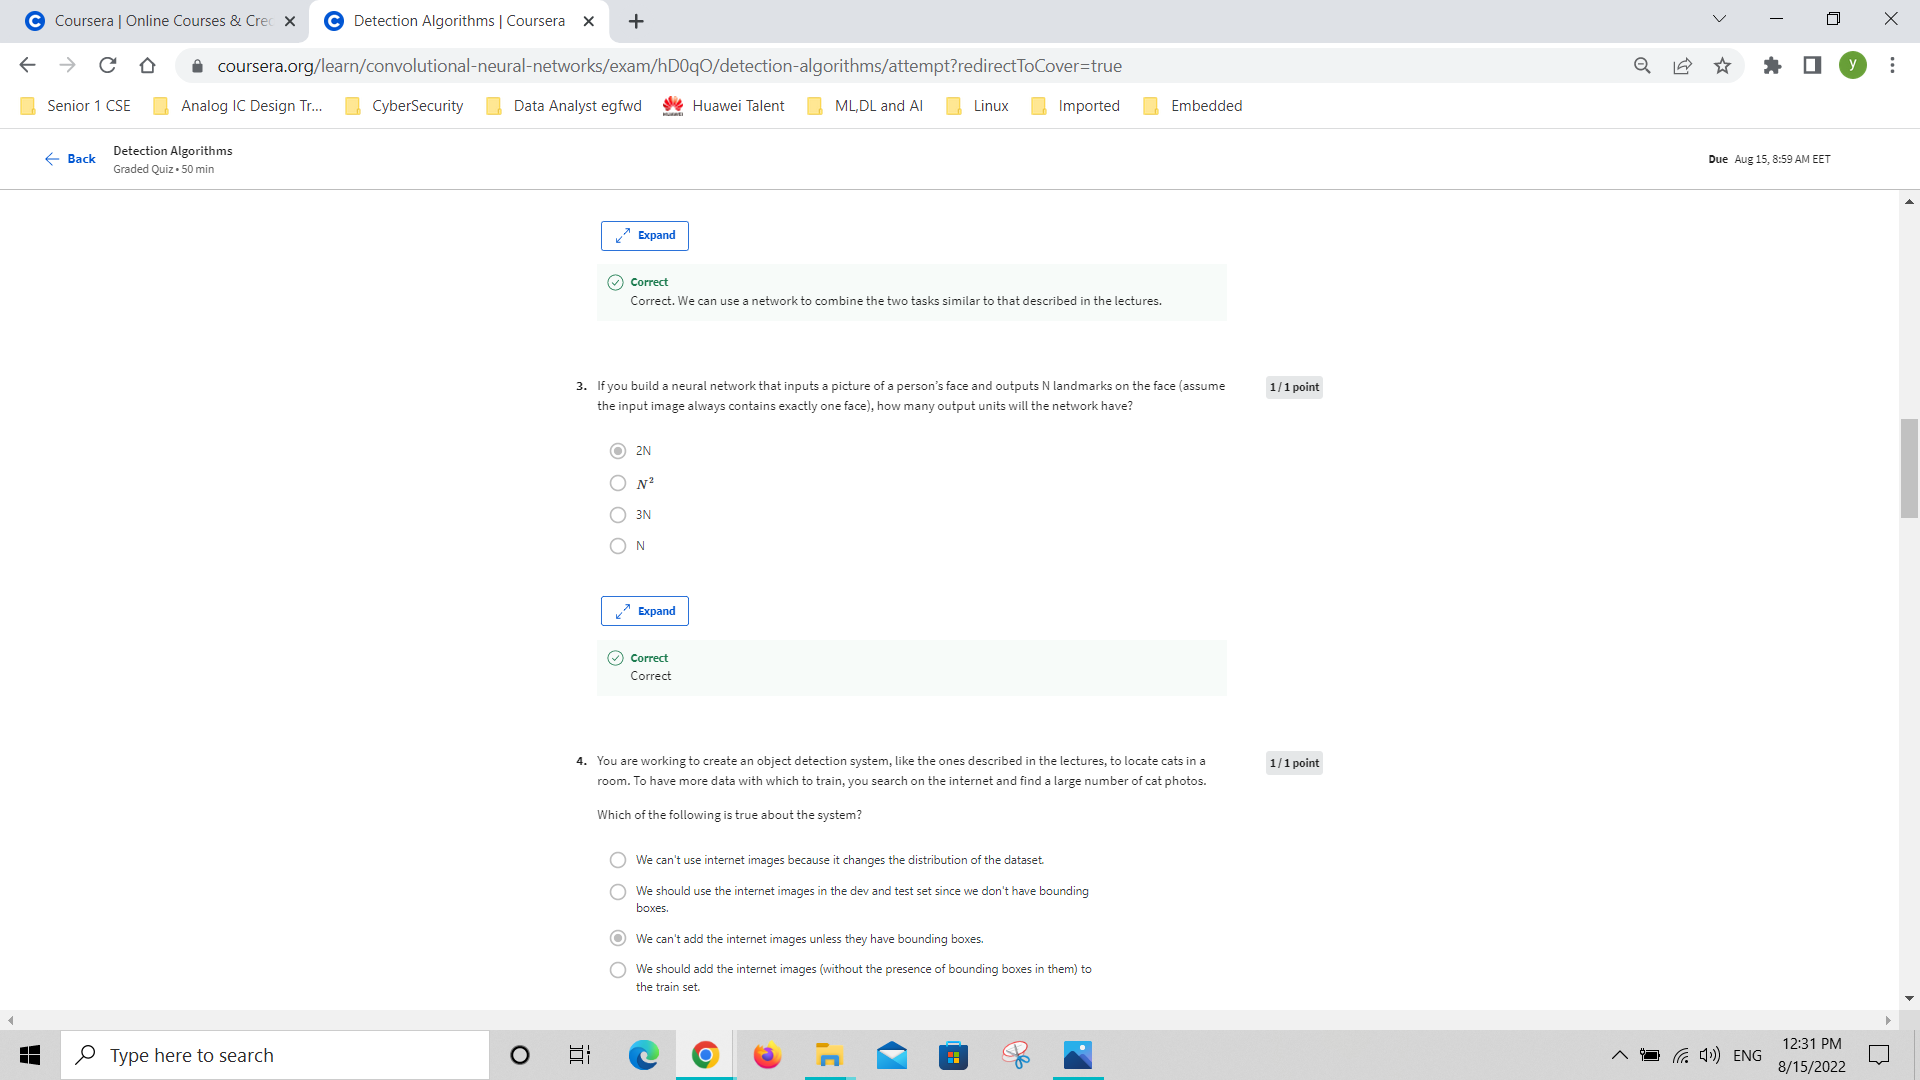 Coursera | Online Courses & Cre
Detection Algorithms | Coursera
coursera.org/learn/convolutional-neural-networks/exam/hD0qO/detection-algorithms/attempt?redirectToCover=true
y
Senior 1 CSE
Analog IC Design Tr...
CyberSecurity
Data Analyst egfwd
Huawei Talent
ML,DL and AI
Linux
Imported
Embedded
Back
Detection Algorithms
Graded Quiz • 50 min
Due Aug 15, 8:59 AM EET
Expand
Correct
Correct. We can use a network to combine the two tasks similar to that described in the lectures.
3. If you build a neural network that inputs a picture of a person's face and outputs N landmarks on the face (assume
the input image always contains exactly one face), how many output units will the network have?
1 / 1 point
2N
N²
3N
N
Expand
Correct
Correct
4. You are working to create an object detection system, like the ones described in the lectures, to locate cats in a
room. To have more data with which to train, you search on the internet and find a large number of cat photos.
1 / 1 point
Which of the following is true about the system?
We can't use internet images because it changes the distribution of the dataset.
We should use the internet images in the dev and test set since we don't have bounding
boxes.
We can't add the internet images unless they have bounding boxes.
We should add the internet images (without the presence of bounding boxes in them) to
the train set.
Type here to search
ENG
12:31 PM
8/15/2022